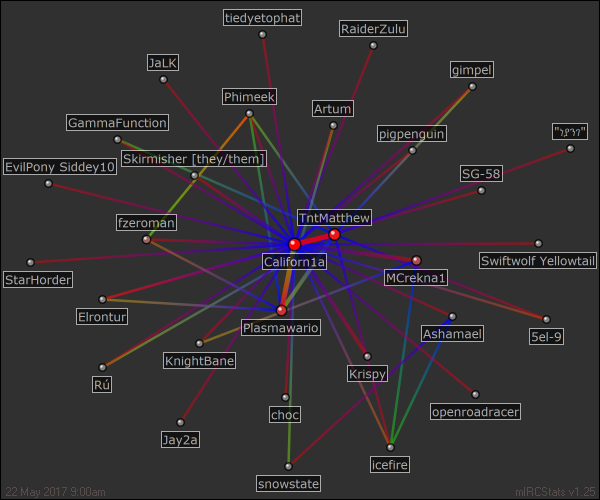 tiedyetophat
RaiderZulu
JaLK
gimpel
Phimeek
Artum
GammaFunction
pigpenguin
Skirmisher [they/them]
EvilPony Siddey10
SG-58
fzeroman
TntMatthew
Californ1a
Swiftwolf Yellowtail
StarHorder
MCrekna1
Elrontur
Plasmawario
Ashamael
5el-9
KnightBane
Krispy
Rú
choc
openroadracer
Jay2a
icefire
snowstate
22 May 2017 9:00am
mIRCStats v1.25